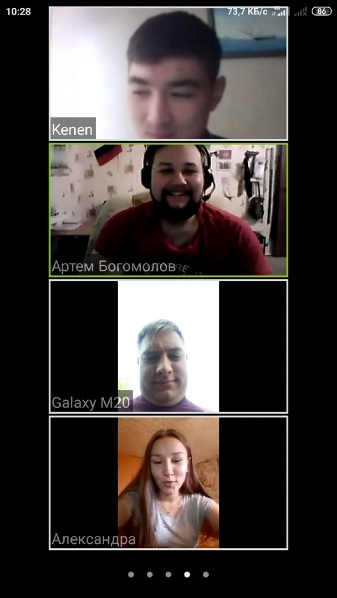 10:28
73,7 КБ/с
86
Kenen
Артем Богомолов
Galaxy M20
Александра